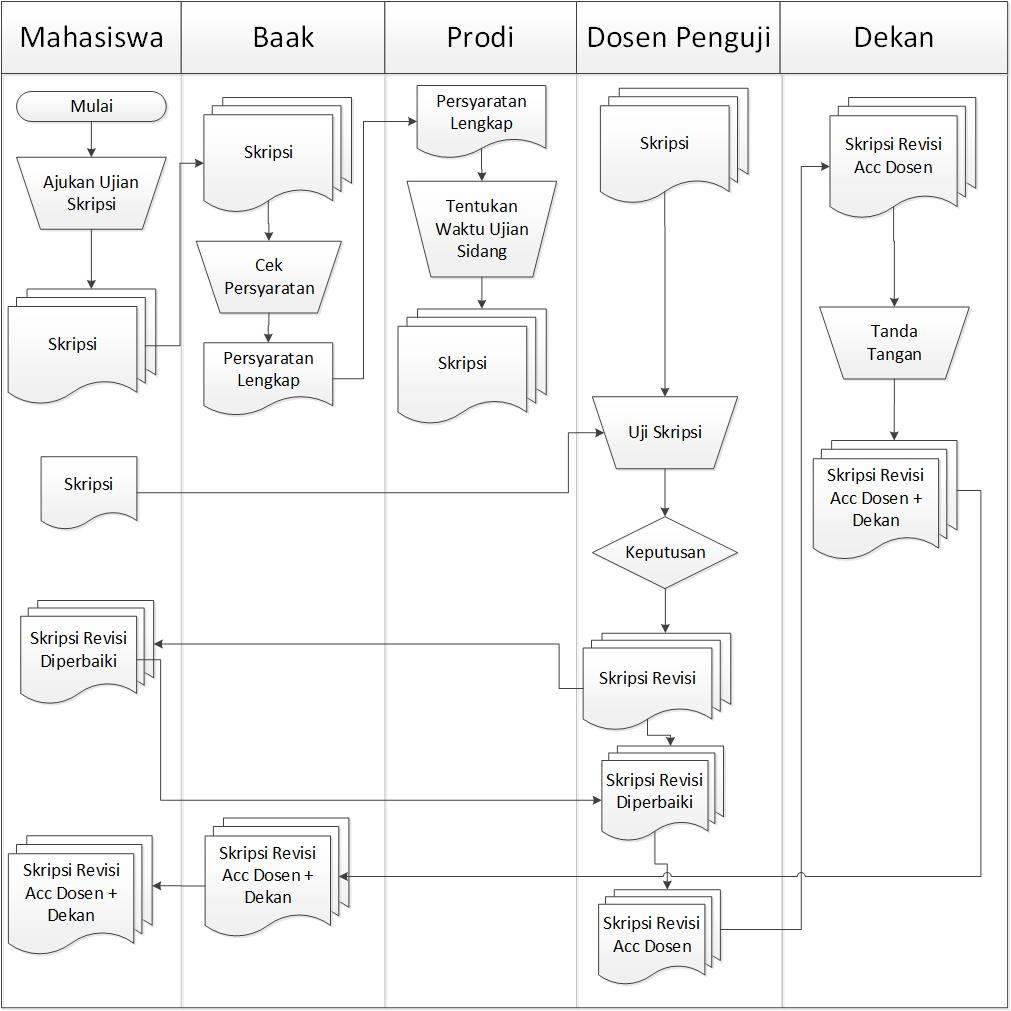 Mahasiswa
Baak
Prodi
Dosen Penguji
Dekan
Mulai
Ajukan Ujian
Skripsi
Skripsi
Skripsi
Skripsi Revisi
Diperbaiki
Skripsi Revisi
Acc Dosen +
Dekan
Skripsi
Cek
Persyaratan
Persyaratan
Lengkap
Skripsi Revisi
Acc Dosen +
Dekan
Persyaratan
Lengkap
Tentukan
Waktu Ujian
Sidang
Skripsi
Skripsi
Uji Skripsi
Keputusan
Skripsi Revisi
Skripsi Revisi
Diperbaiki
Skripsi Revisi
Acc Dosen
Skripsi Revisi
Acc Dosen
Tanda
Tangan
Skripsi Revisi
Acc Dosen +
Dekan